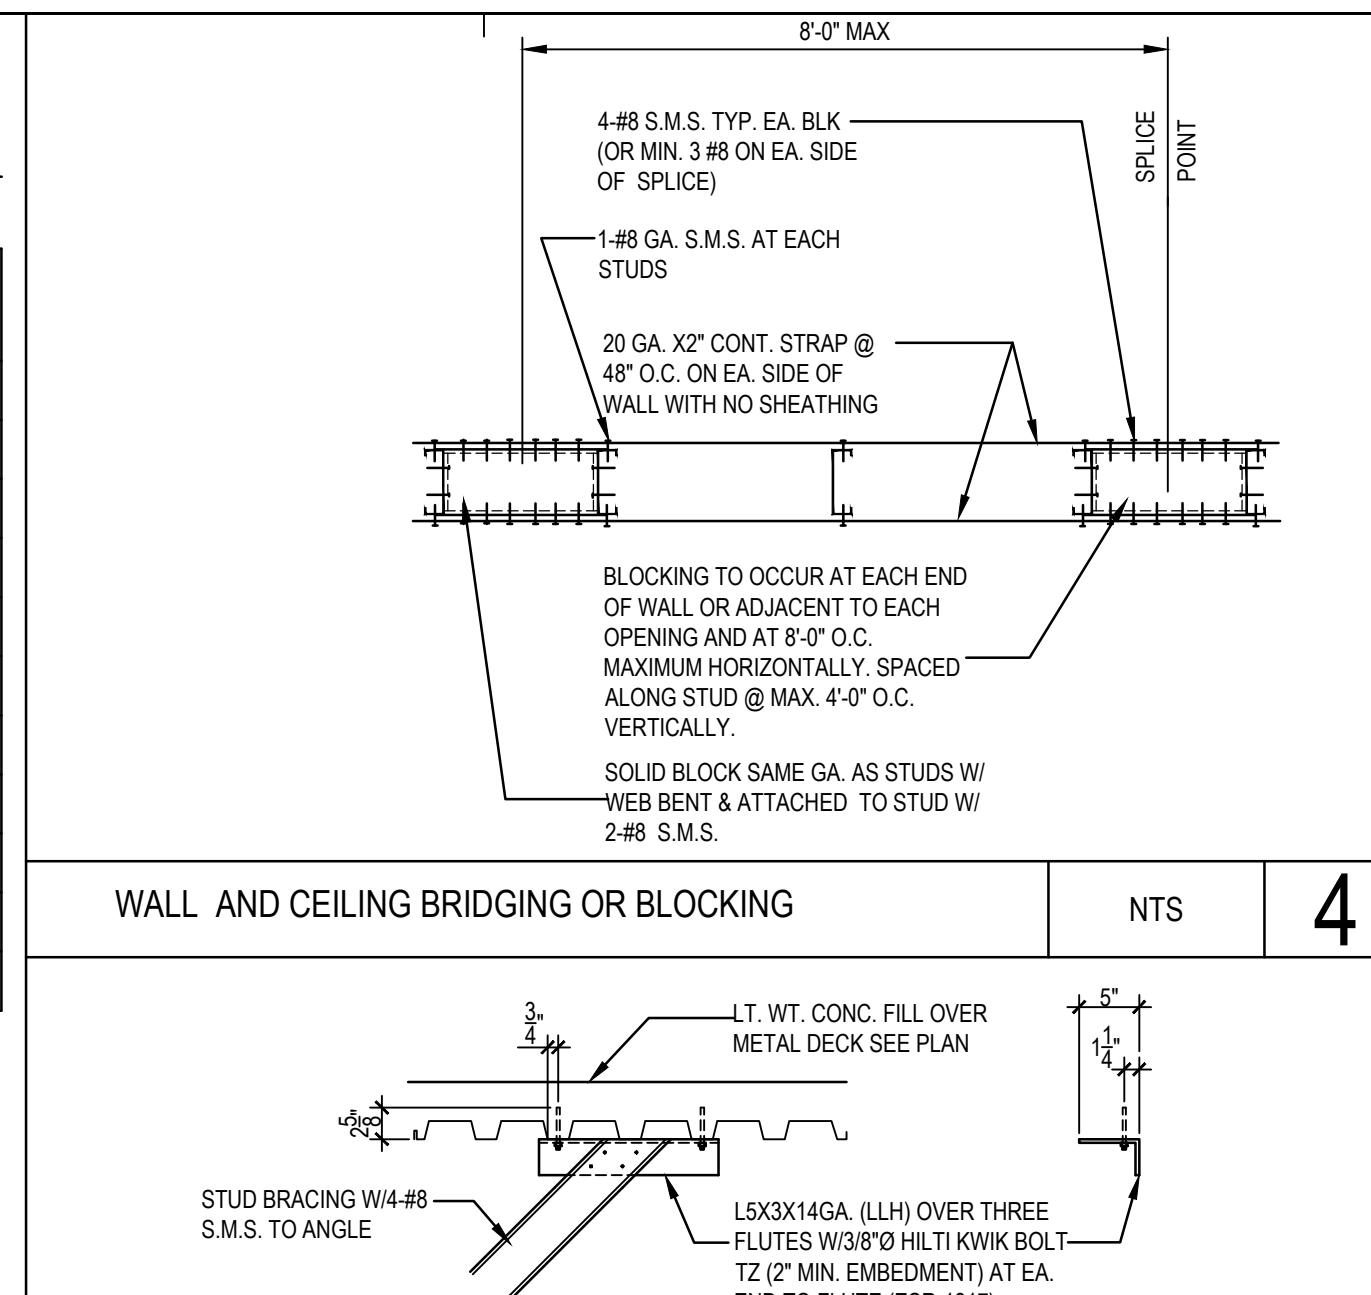 8'-0" MAX
SPLICE
POINT
4-#8 S.M.S. TYP. EA. BLK
(OR MIN. 3 #8 ON EA. SIDE
OF SPLICE)
1-#8 GA. S.M.S. AT EACH
STUDS
20 GA. X2" CONT. STRAP @
48" O.C. ON EA. SIDE OF
WALL WITH NO SHEATHING
BLOCKING TO OCCUR AT EACH END
OF WALL OR ADJACENT TO EACH
OPENING AND AT 8'-0" O.C.
MAXIMUM HORIZONTALLY. SPACED
ALONG STUD @ MAX. 4'-0" O.C.
VERTICALLY.
SOLID BLOCK SAME GA. AS STUDS W/
WEB BENT & ATTACHED TO STUD W/
2-#8 S.M.S.
WALL AND CEILING BRIDGING OR BLOCKING
NTS
4
3/4"
LT. WT. CONC. FILL OVER
METAL DECK SEE PLAN
5"
1 1/4"
2 5/8"
STUD BRACING W/4-#8
S.M.S. TO ANGLE
L5X3X14GA. (LLH) OVER THREE
FLUTES W/3/8"Ø HILTI KWIK BOLT
TZ (2" MIN. EMBEDMENT) AT EA.